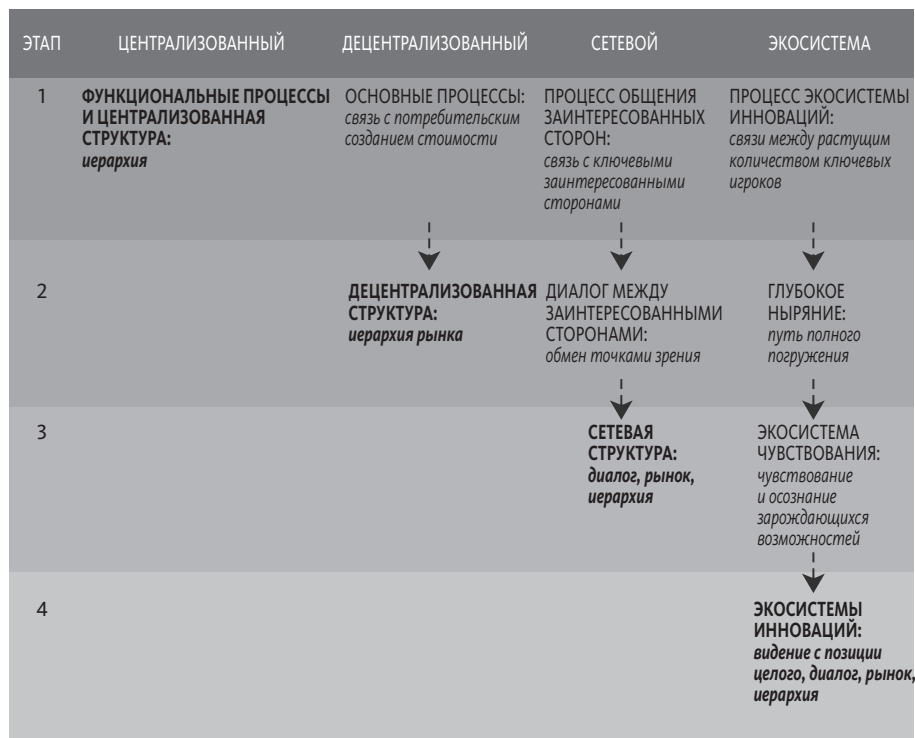 ЭТАП ЦЕНТРАЛИЗОВАННЫЙ ДЕЦЕНТРАЛИЗОВАННЫЙ СЕТЕВОЙ ЭКОСИСТЕМА
1
ФУНКЦИОНАЛЬНЫЕ ПРОЦЕССЫ
И ЦЕНТРАЛИЗОВАННАЯ
СТРУКТУРА:
иерархия
ОСНОВНЫЕ ПРОЦЕССЫ:
связь с потребительским
созданием стоимости
ПРОЦЕСС ОБЩЕНИЯ
ЗАИНТЕРЕСОВАННЫХ
СТОРОН:
связь с ключевыми
заинтересованными
сторонами
ПРОЦЕСС ЭКОСИСТЕМЫ
ИННОВАЦИЙ:
связи между растущим
количеством ключевых
игроков
2
ДЕЦЕНТРАЛИЗОВАННАЯ
СТРУКТУРА:
иерархия рынка
ДИАЛОГ МЕЖДУ
ЗАИНТЕРЕСОВАННЫМИ
СТОРОНАМИ:
обмен точками зрения
ГЛУБОКОЕ
НЫРЯНИЕ:
путь полного
погружения
3
СЕТЕВАЯ
СТРУКТУРА:
диалог, рынок,
иерархия
ЭКОСИСТЕМА
ЧУВСТВОВАНИЯ:
чувствование
и осознание
зарождающихся
возможностей
4
ЭКОСИСТЕМЫ
ИННОВАЦИЙ:
видение с позиции
целого, диалог, рынок,
иерархия